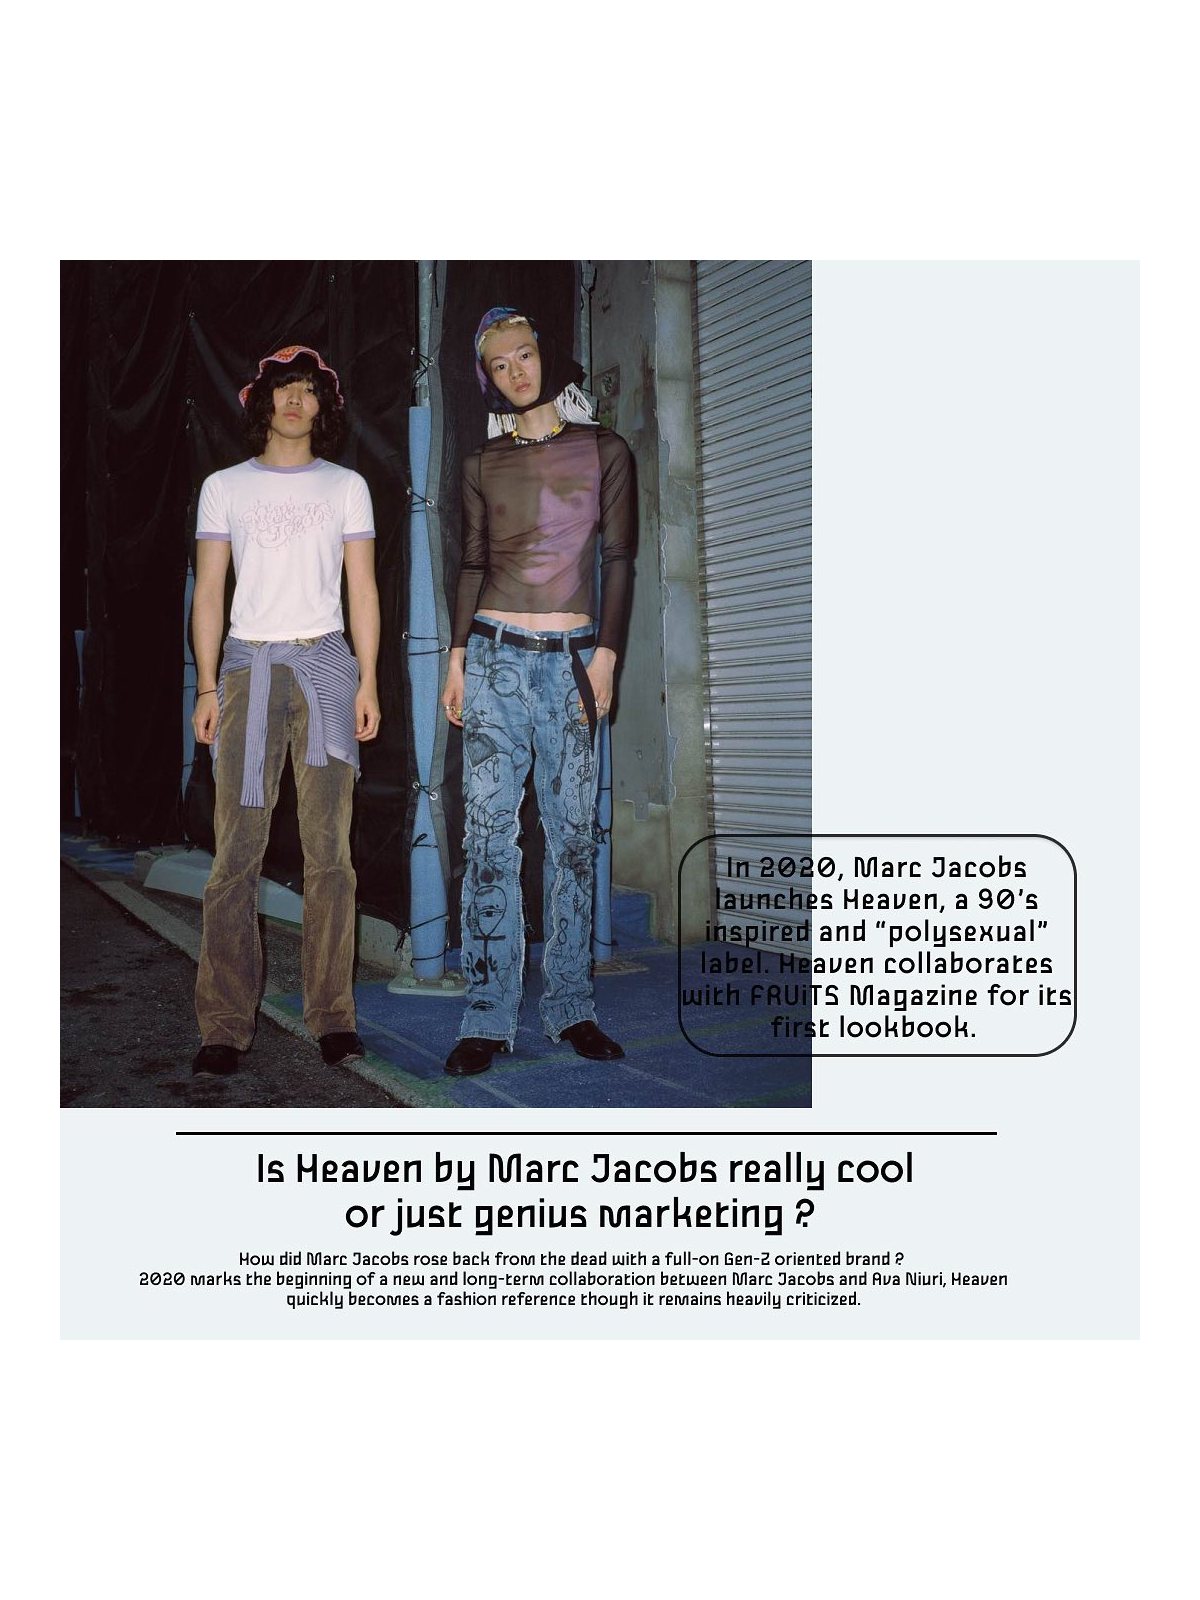 In 2020, Marc Jacobs
launches Heaven, a 90's
inspired and "polysexual"
label. Heaven collaborates
with FRUiTS Magazine for its
first lookbook.
Is Heaven by Marc Jacobs really cool
or just genius marketing ?
How did Marc Jacobs rose back from the dead with a full-on Gen-Z oriented brand ?
2020 marks the beginning of a new and long-term collaboration between Marc Jacobs and Ava Niuri, Heaven
quickly becomes a fashion reference though it remains heavily criticized.